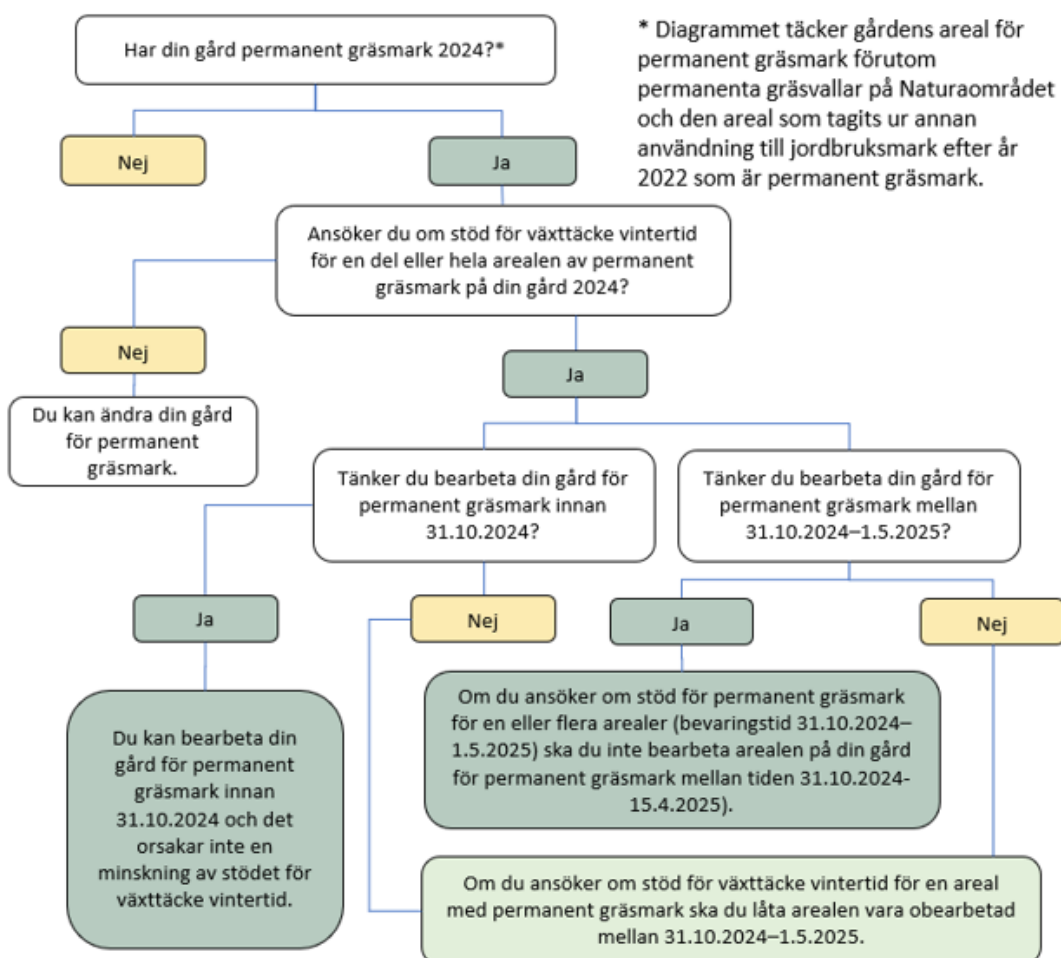 Har din gård permanent gräsmark 2024?*
* Diagrammet täcker gårdens areal för
permanent gräsmark förutom
permanenta gräsvallar på Naturaområdet
och den areal som tagits ur annan
användning till jordbruksmark efter år
2022 som är permanent gräsmark.
Nej
Ja
Ansöker du om stöd för växttäcke vintertid
för en del eller hela arealen av permanent
gräsmark på din gård 2024?
Nej
Ja
Du kan ändra din gård
för permanent
gräsmark.
Tänker du bearbeta din gård för
permanent gräsmark innan
31.10.2024?
Tänker du bearbeta din gård för
permanent gräsmark mellan
31.10.2024–1.5.2025?
Ja
Nej
Ja
Nej
Du kan bearbeta din
gård för permanent
gräsmark innan
31.10.2024 och det
orsakar inte en
minskning av stödet för
växttäcke vintertid.
Om du ansöker om stöd för permanent gräsmark
för en eller flera arealer (bevaringstid 31.10.2024–
1.5.2025) ska du inte bearbeta arealen på din gård
för permanent gräsmark mellan tiden 31.10.2024-
15.4.2025).
Om du ansöker om stöd för växttäcke vintertid för en areal
med permanent gräsmark ska du låta arealen vara obearbetad
mellan 31.10.2024–1.5.2025.